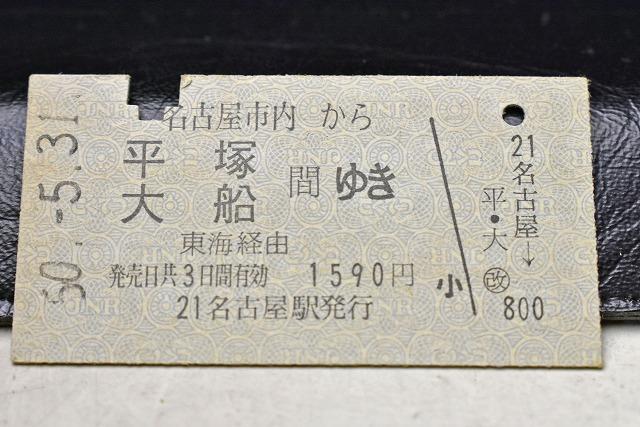 50.-5.31
名古屋市内 から
平塚
大船 間 ゆき
東海経由
発売日共3日間有効 1590円
21名古屋駅発行
小
21名古屋→
平・大
改
800